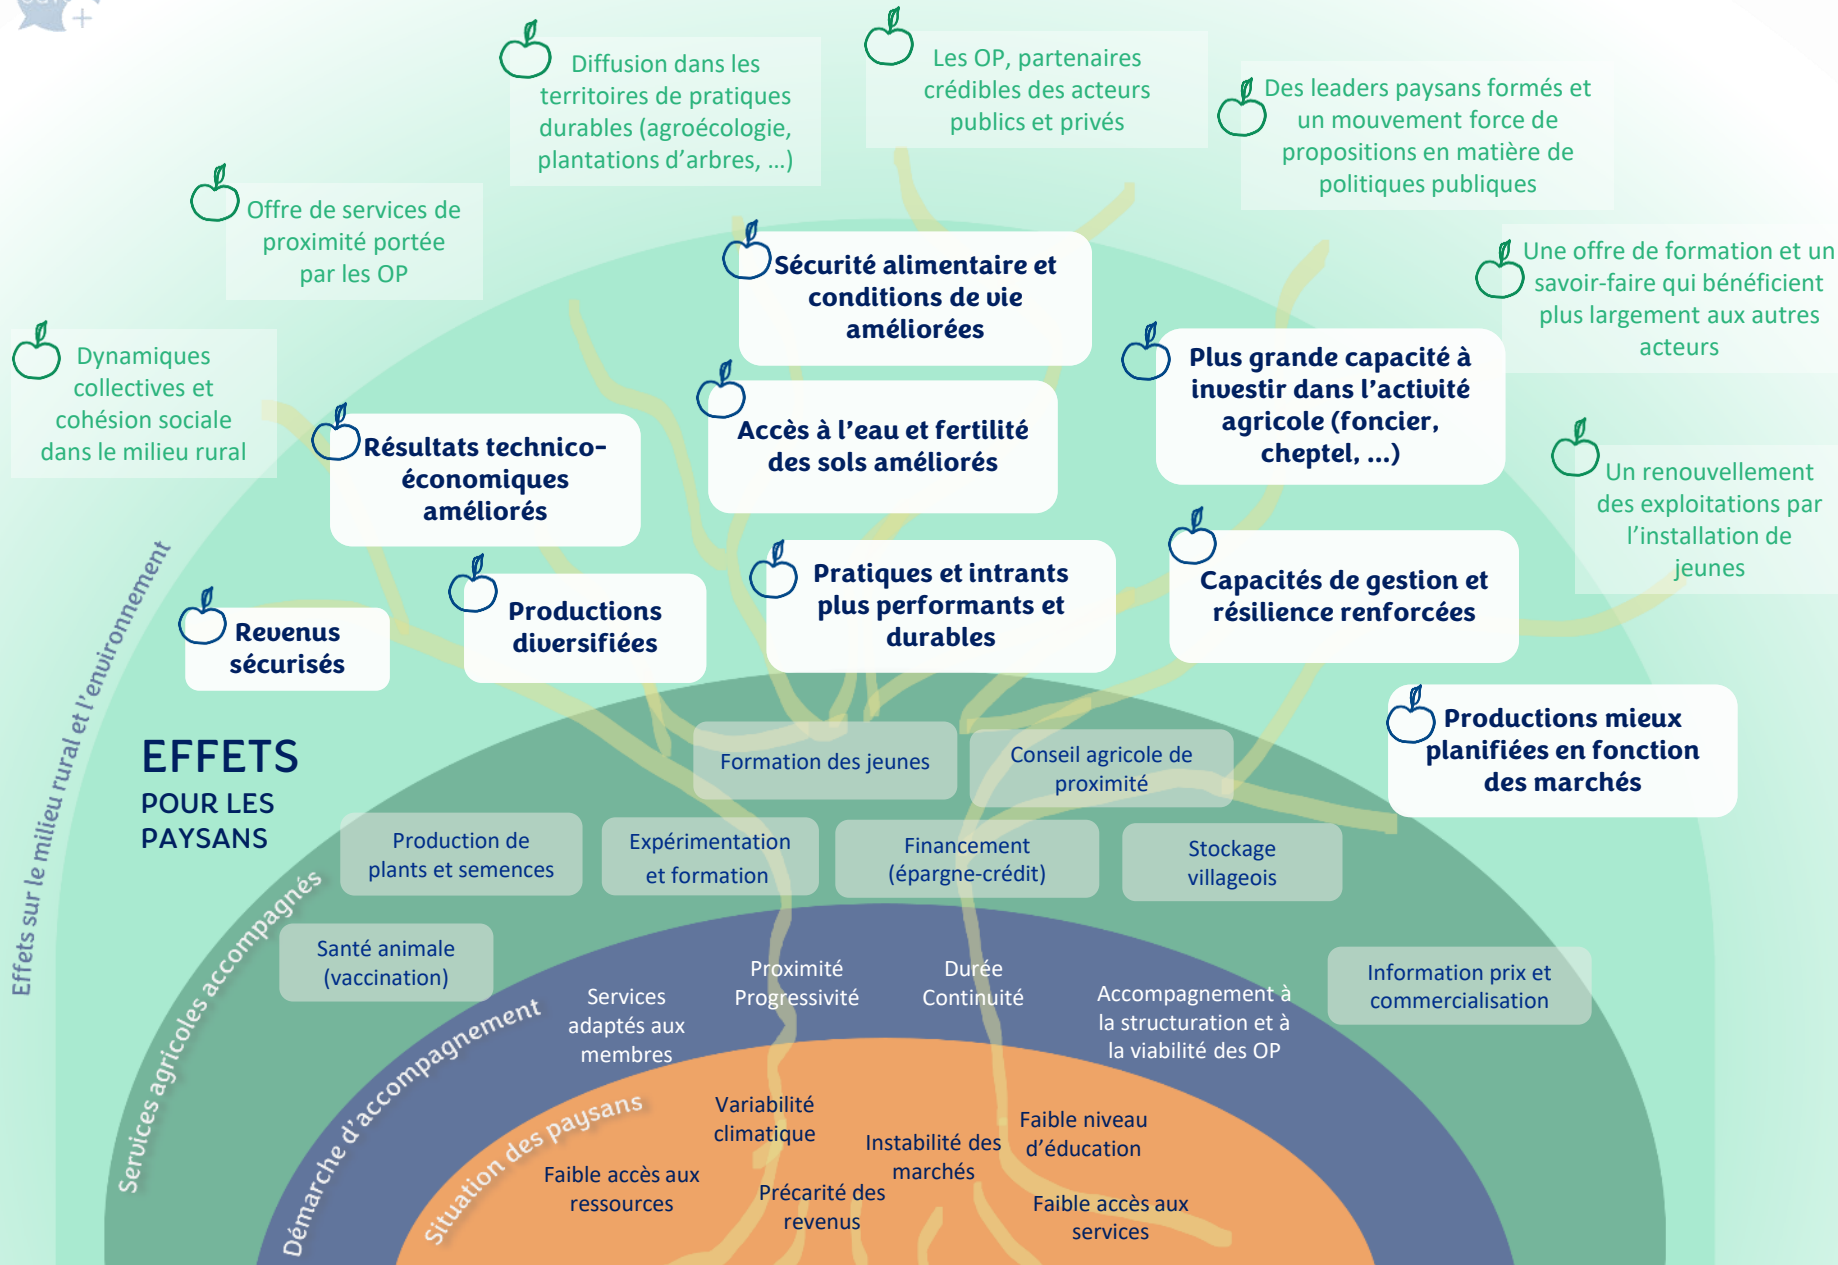 Diffusion dans les
territoires de pratiques
durables (agroécologie,
plantations d'arbres, ...)
Les OP, partenaires
crédibles des acteurs
publics et privés
Des leaders paysans formés et
un mouvement force de
propositions en matière de
politiques publiques
Offre de services de
proximité portée
par les OP
Une offre de formation et un
savoir-faire qui bénéficient
plus largement aux autres
acteurs
Dynamiques
collectives et
cohésion sociale
dans le milieu rural
Un renouvellement
des exploitations par
l'installation de
jeunes
Sécurité alimentaire et
conditions de vie
améliorées
Plus grande capacité à
investir dans l'activité
agricole (foncier,
cheptel, ...)
Accès à l'eau et fertilité
des sols améliorés
Résultats technico-
économiques
améliorés
Pratiques et intrants
plus performants et
durables
Capacités de gestion et
résilience renforcées
Productions
diversifiées
Revenus
sécurisés
Productions mieux
planifiées en fonction
des marchés
Effets sur le milieu rural et l'environnement
EFFETS
POUR LES
PAYSANS
Formation des jeunes
Conseil agricole de
proximité
Production de
plants et semences
Expérimentation
et formation
Financement
(épargne-crédit)
Stockage
villageois
Santé animale
(vaccination)
Information prix et
commercialisation
Services agricoles accompagnés
Services
adaptés aux
membres
Proximité
Progressivité
Durée
Continuité
Accompagnement à
la structuration et à
la viabilité des OP
Démarche d'accompagnement
Variabilité
climatique
Instabilité des
marchés
Faible niveau
d'éducation
Faible accès aux
ressources
Précarité des
revenus
Faible accès aux
services
Situation des paysans